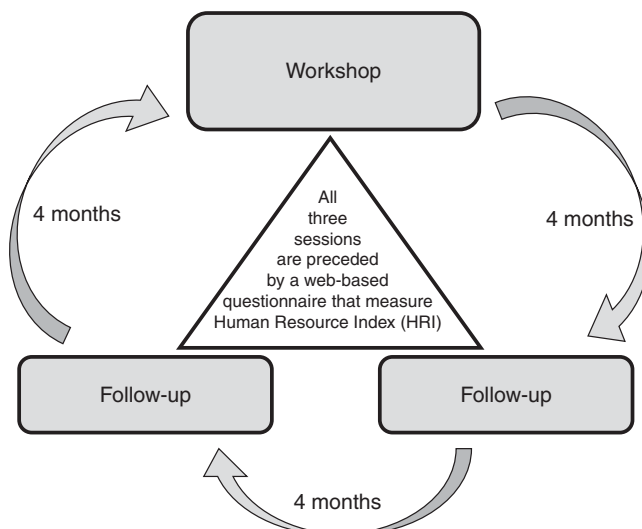 Workshop
4 months
4 months
All
three
sessions
are preceded
by a web-based
questionnaire that measure
Human Resource Index (HRI)
Follow-up
Follow-up
4 months